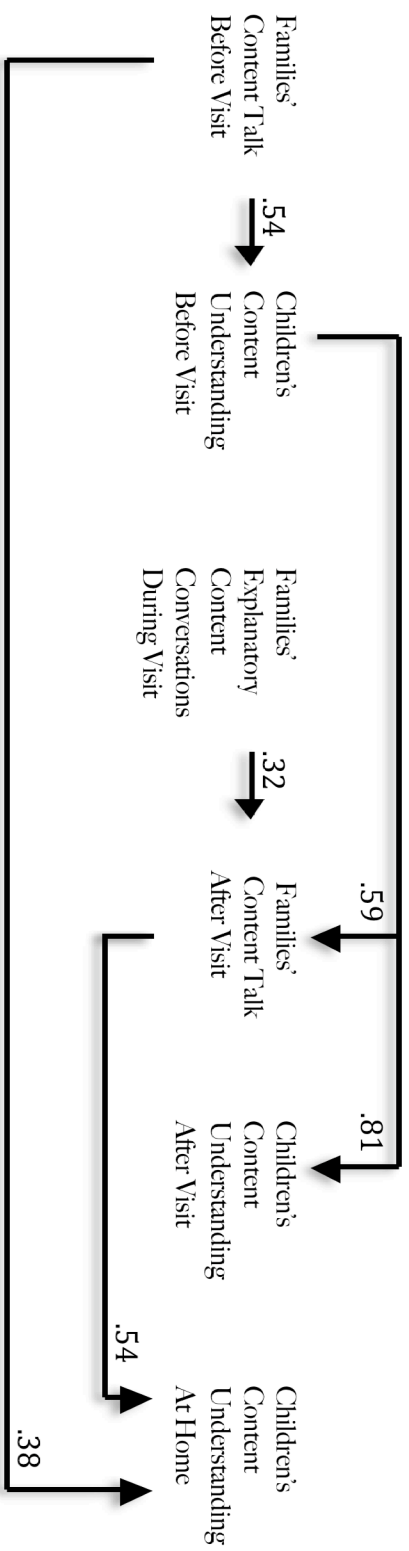 Families’
Content Talk
Before Visit
.54
Children’s
Content
Understanding
Before Visit
Families’
Explanatory
Content
Conversations
During Visit
.32
Families’
Content Talk
After Visit
.59
Children’s
Content
Understanding
After Visit
.81
Children’s
Content
Understanding
At Home
.54
.38